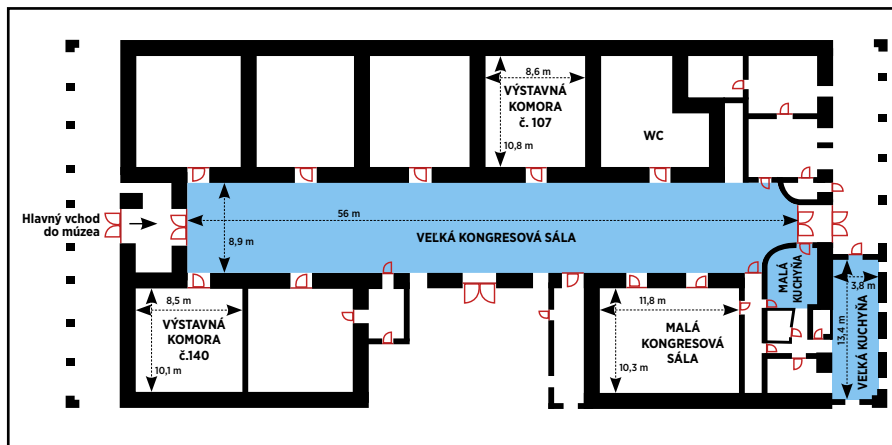 8,6 m
VÝSTAVNÁ
KOMORA
č. 107
10,8 m
WC
Hlavný vchod
do múzea
56 m
VEĽKÁ KONGRESOVÁ SÁLA
8,9 m
MALÁ
KUCHYŇA
3,8 m
13,4 m
VEĽKÁ KUCHYŇA
8,5 m
VÝSTAVNÁ
KOMORA
č.140
10,1 m
11,8 m
MALÁ
KONGRESOVÁ
SÁLA
10,3 m